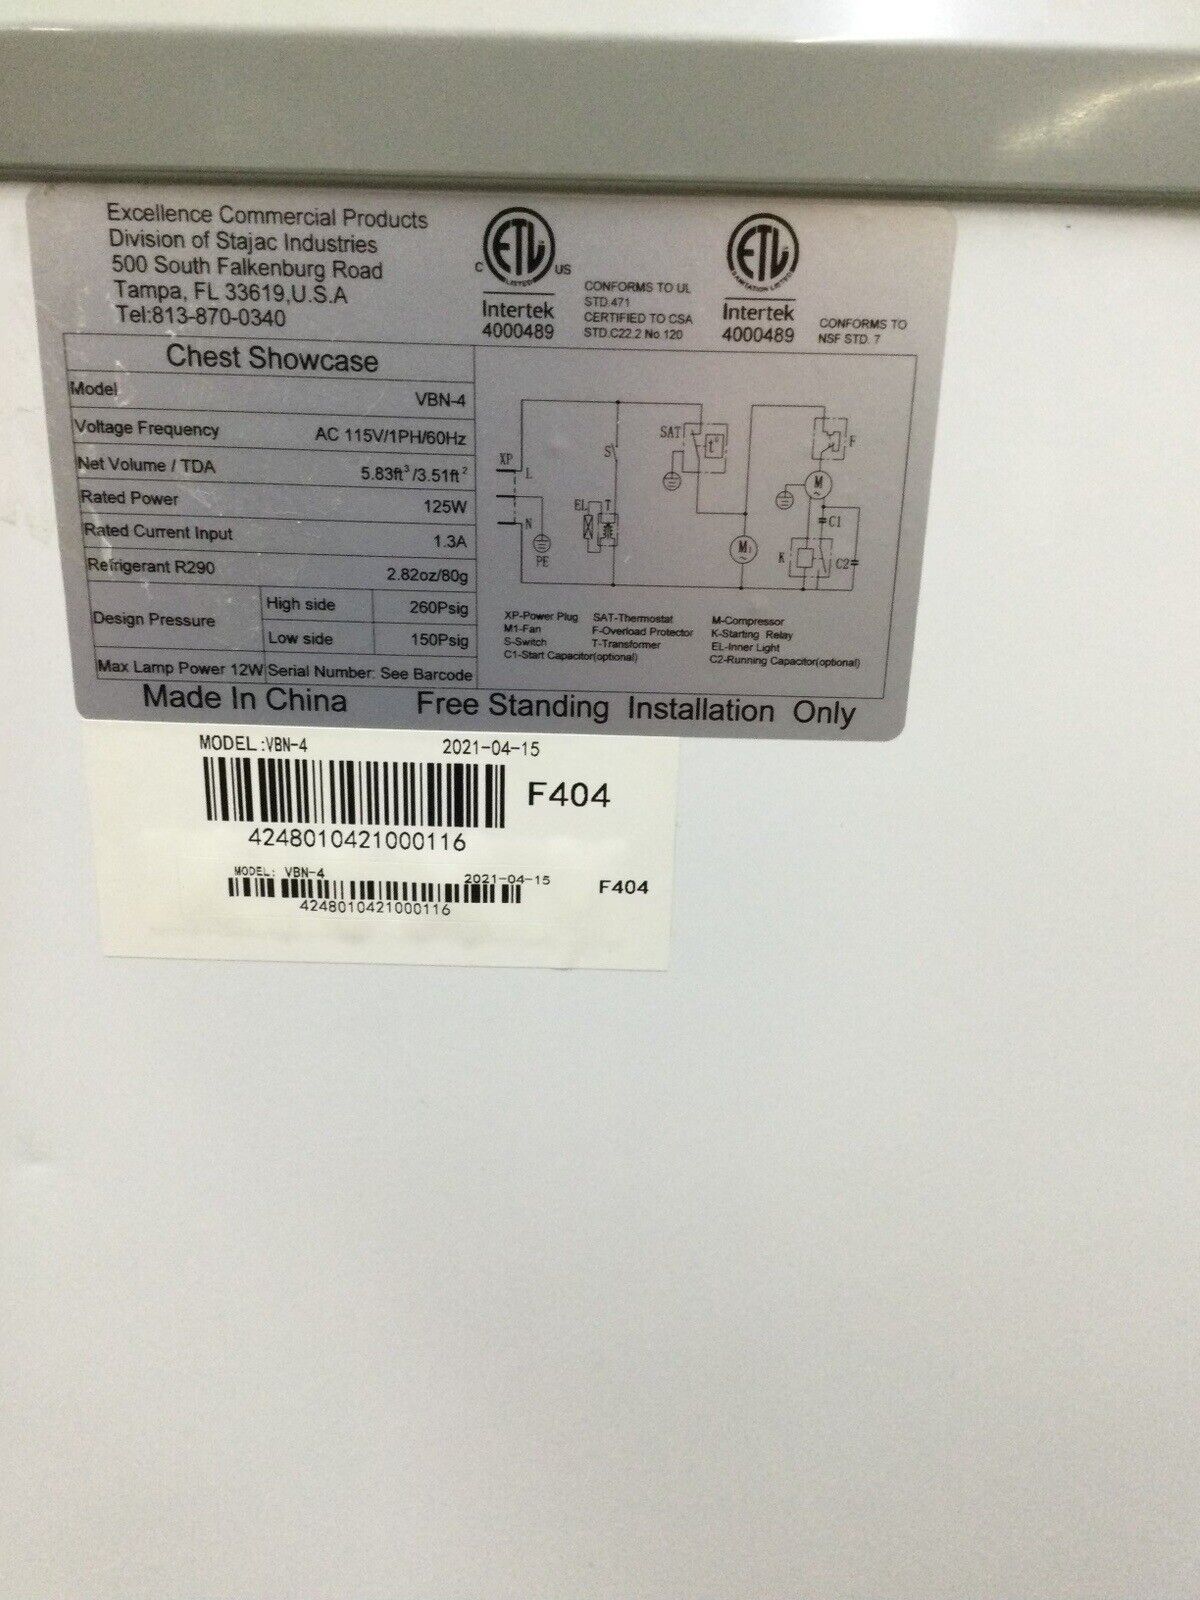 Excellence Commercial Products
Division of Stajac Industries
500 South Falkenburg Road
Tampa, FL 33619,U.S.A
Tel:813-870-0340
C ETL US
LISTED
Intertek
4000489
CONFORMS TO UL
STD.471
CERTIFIED TO CSA
STD.C22.2 No 120
ETL
SANITATION LISTED
Intertek
4000489
CONFORMS TO
NSF STD. 7
Chest Showcase
Model VBN-4
Voltage Frequency AC 115V/1PH/60Hz
Net Volume / TDA 5.83ft³/3.51ft²
Rated Power 125W
Rated Current Input 1.3A
Refrigerant R290 2.82oz/80g
Design Pressure
High side 260Psig
Low side 150Psig
Max Lamp Power 12W Serial Number: See Barcode
XP
L
N
PE
EL
T
S
SAT
t°
M1
~
F
M
~
C1
K
C2
XP-Power Plug SAT-Thermostat M-Compressor
M1-Fan F-Overload Protector K-Starting Relay
S-Switch T-Transformer EL-Inner Light
C1-Start Capacitor(optional) C2-Running Capacitor(optional)
Made In China Free Standing Installation Only
MODEL:VBN-4 2021-04-15
F404
4248010421000116
MODEL: VBN-4 2021-04-15
F404
4248010421000116